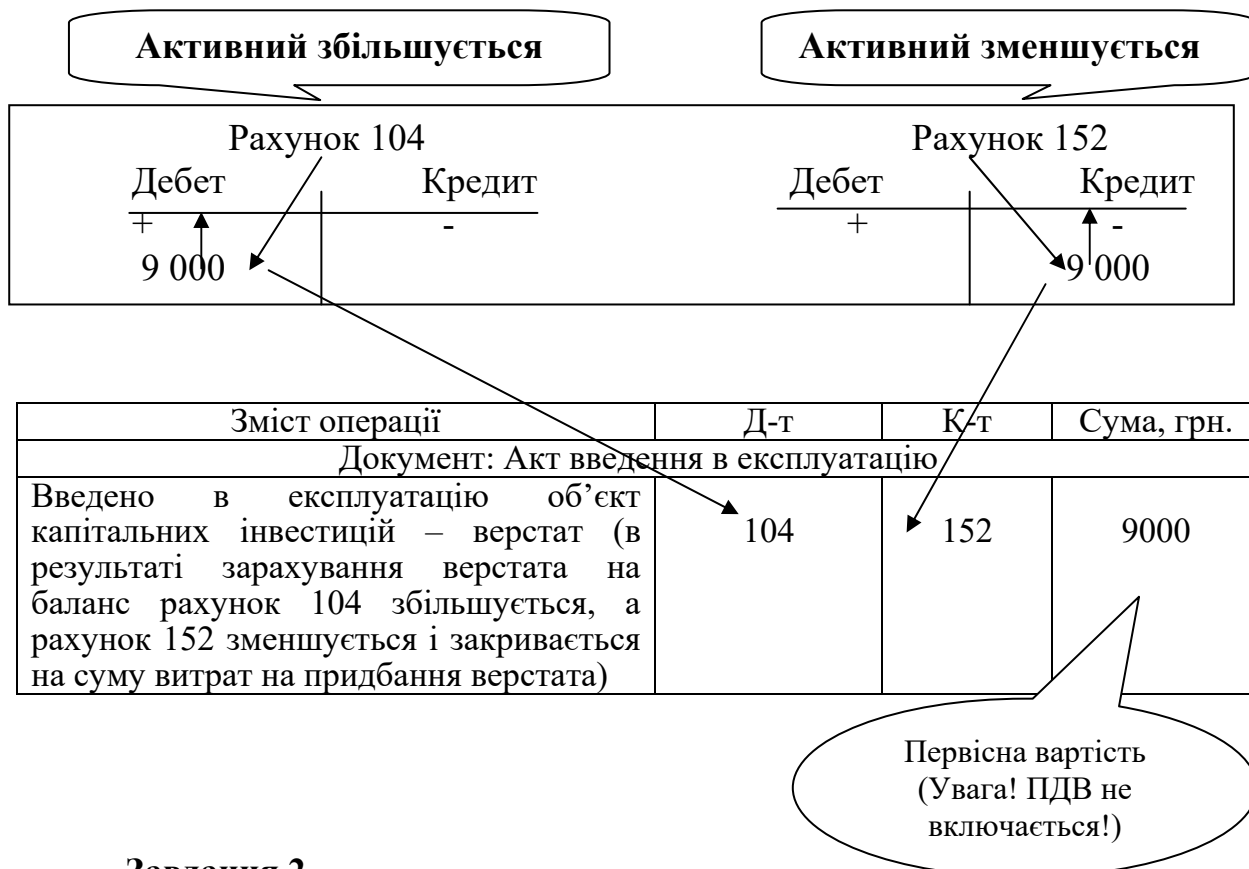 Активний збільшується
Активний зменшується
Рахунок 104
Рахунок 152
Дебет Кредит
Дебет Кредит
+ -
+ -
9 000
9 000
Зміст операції Д-т К-т Сума, грн.
Документ: Акт введення в експлуатацію
Введено в експлуатацію об’єкт
капітальних інвестицій – верстат (в 104 152 9000
результаті зарахування верстата на
баланс рахунок 104 збільшується, а
рахунок 152 зменшується і закривається
на суму витрат на придбання верстата)
Первісна вартість
(Увага! ПДВ не
включається!)
Завдання 2